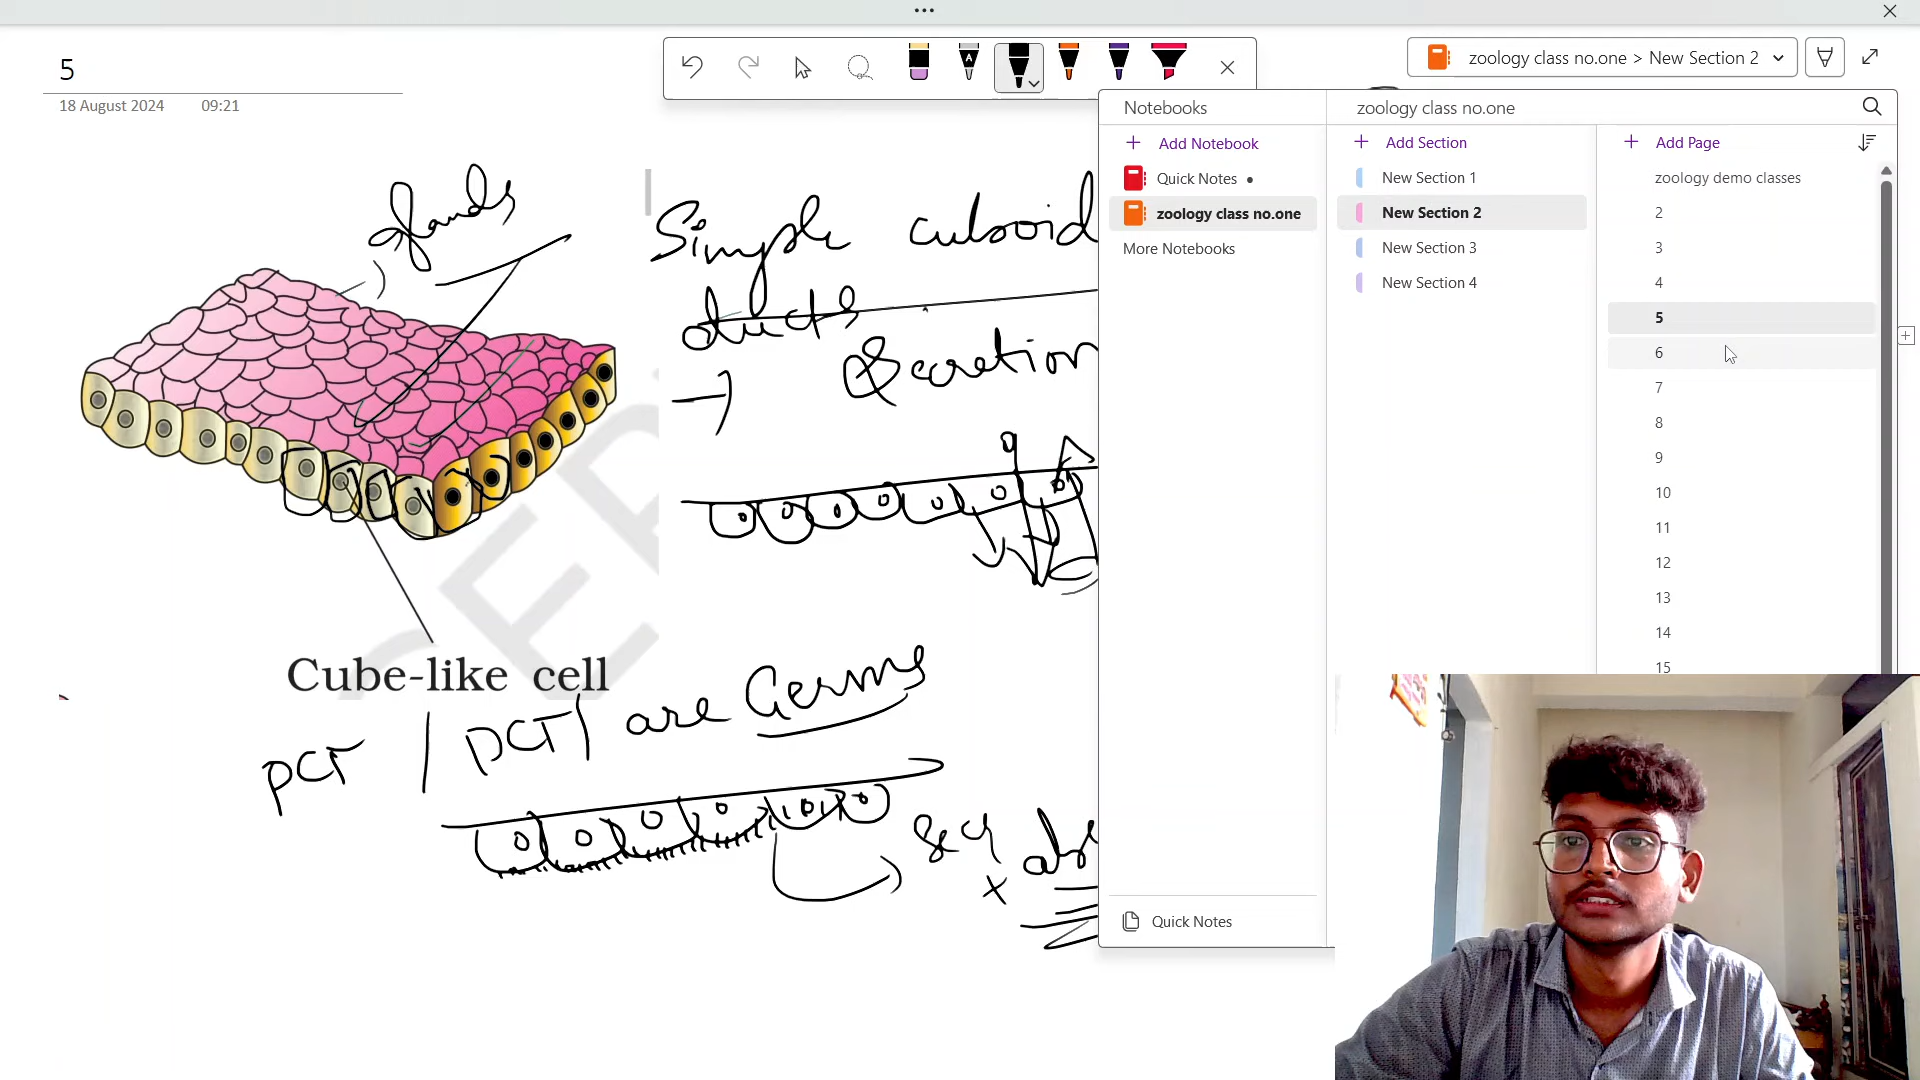 ...
5
18 August 2024 09:21
zoology class no.one > New Section 2
Notebooks
zoology class no.one
+ Add Notebook
+ Add Section
+ Add Page
Quick Notes •
New Section 1
zoology demo classes
zoology class no.one
New Section 2
2
More Notebooks
New Section 3
3
New Section 4
4
5
6
7
8
9
10
11
12
13
14
15
Quick Notes
glands
Simple cuboid
ducts
Secretion
Cube-like cell
PCT / DCT are Germs